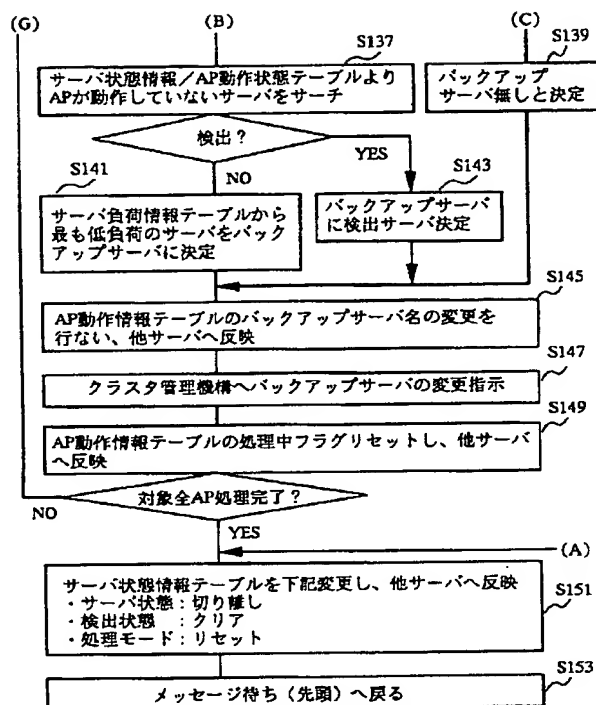 (G)
(B)
(C)
S137
サーバ状態情報/AP動作状態テーブルより
APが動作していないサーバをサーチ
S139
バックアップ
サーバ無しと決定
検出?
YES
NO
S141
サーバ負荷情報テーブルから
最も低負荷のサーバをバック
アップサーバに決定
S143
バックアップサーバ
に検出サーバ決定
S145
AP動作情報テーブルのバックアップサーバ名の変更を
行ない、他サーバへ反映
S147
クラスタ管理機構へバックアップサーバの変更指示
S149
AP動作情報テーブルの処理中フラグリセットし、他サーバ
へ反映
対象全AP処理完了?
NO
YES
(A)
S151
サーバ状態情報テーブルを下記変更し、他サーバへ反映
・サーバ状態:切り離し
・検出状態 :クリア
・処理モード:リセット
S153
メッセージ待ち(先頭)へ戻る